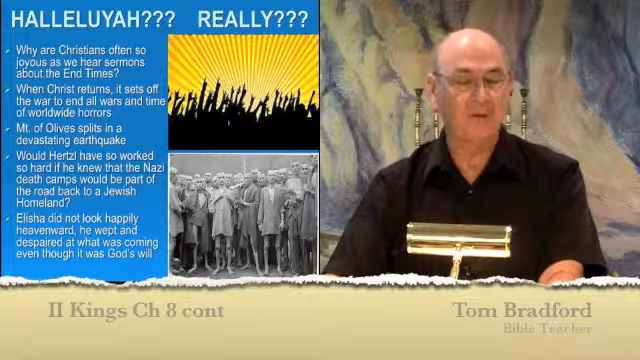 HALLELUYAH??? REALLY???
Why are Christians often so
joyous as we hear sermons
about the End Times?
When Christ returns, it sets off
the war to end all wars and time
of worldwide horrors
Mt. of Olives splits in a
devastating earthquake
Would Hertzl have so worked
so hard if he knew that the Nazi
death camps would be part of
the road back to a Jewish
Homeland?
Elisha did not look happily
heavenward, he wept and
despaired at what was coming
even though it was God's will
II Kings Ch 8 cont
Tom Bradford
Bible Teacher